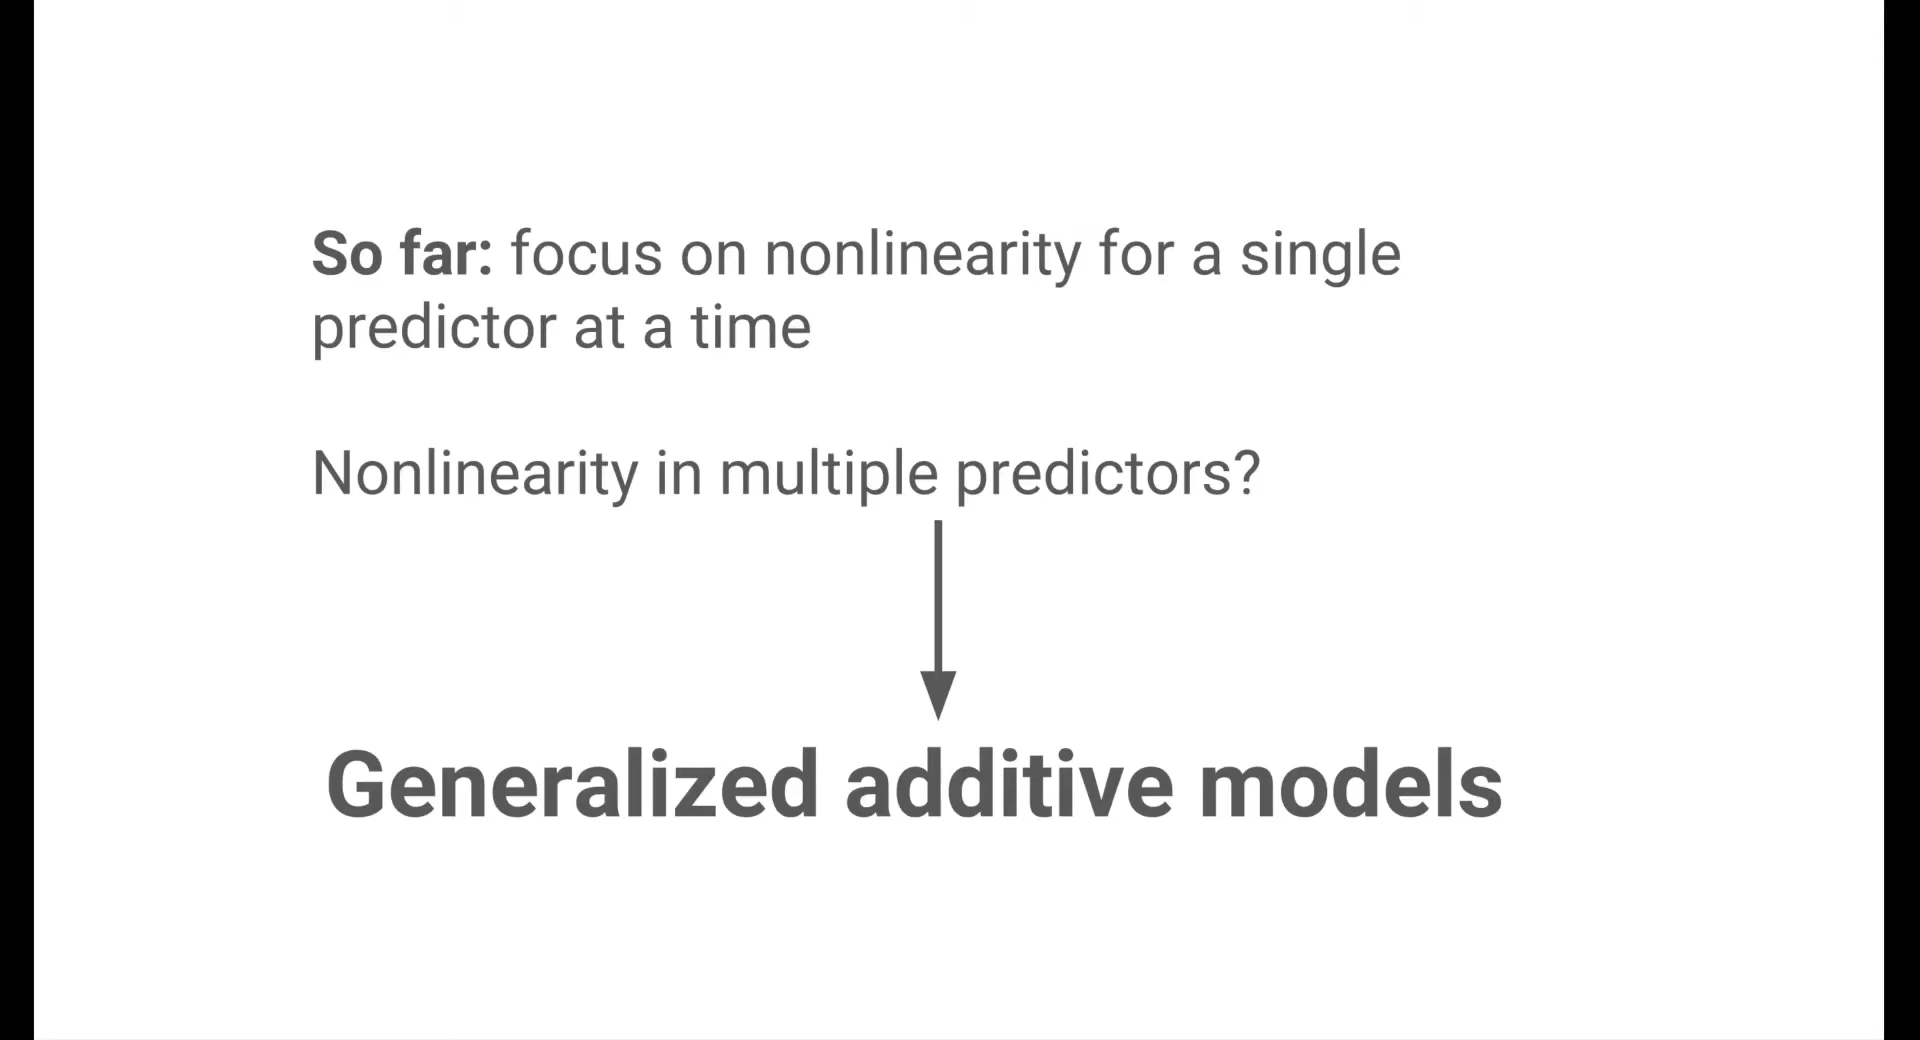 So far: focus on nonlinearity for a single
predictor at a time
Nonlinearity in multiple predictors?
Generalized additive models